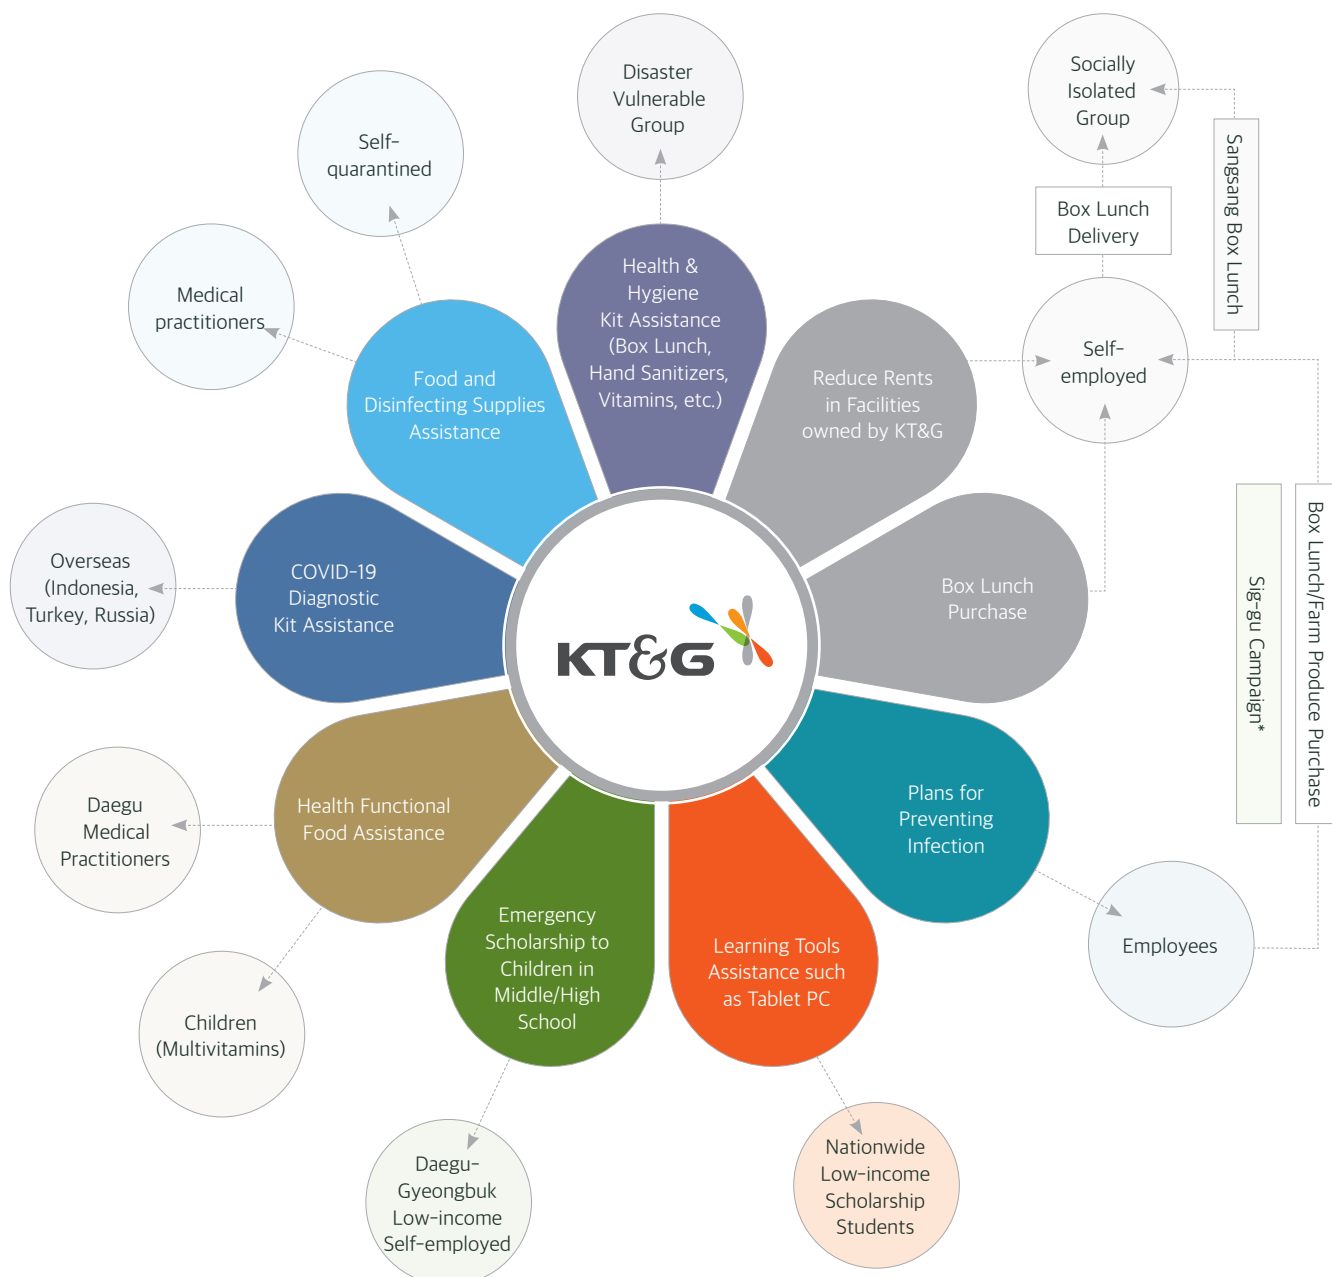 Disaster
Vulnerable
Group
Socially
Isolated
Group
Self-
quarantined
Sangsang Box Lunch
Box Lunch
Delivery
Medical
practitioners
Health &
Hygiene
Kit Assistance
(Box Lunch,
Hand Sanitizers,
Vitamins, etc.)
Self-
employed
Food and
Disinfecting Supplies
Assistance
Reduce Rents
in Facilities
owned by KT&G
Overseas
(Indonesia,
Turkey, Russia)
COVID-19
Diagnostic
Kit Assistance
Box Lunch
Purchase
Sig-gu Campaign*
Box Lunch/Farm Produce Purchase
KT&G
Daegu
Medical
Practitioners
Health Functional
Food Assistance
Plans for
Preventing
Infection
Emergency
Scholarship to
Children in
Middle/High
School
Learning Tools
Assistance such
as Tablet PC
Employees
Children
(Multivitamins)
Daegu-
Gyeongbuk
Low-income
Self-employed
Nationwide
Low-income
Scholarship
Students